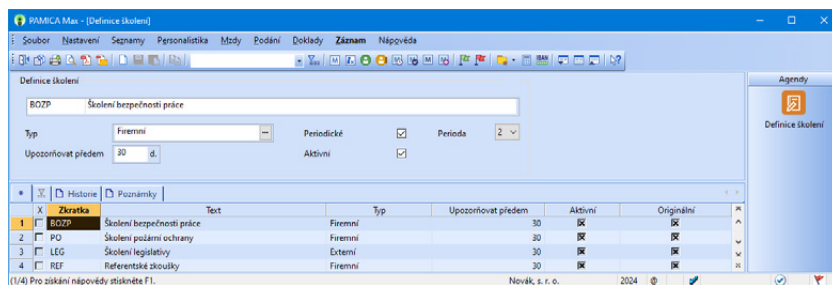 PAMICA Max - [Definice školení]
Soubor Nastavení Seznamy Personalistika Mzdy Podání Doklady Záznam Nápověda
Definice školení
Agendy
BOZP Školení bezpečnosti práce
Definice školení
Typ Firemní Periodické Perioda 2
Upozorňovat předem 30 d. Aktivní
Historie Poznámky
X Zkratka Text Typ Upozorňovat předem Aktivní Originální
1 BOZP Školení bezpečnosti práce Firemní 30
2 PO Školení požární ochrany Firemní 30
3 LEG Školení legislativy Externí 30
4 REF Referentské zkoušky Firemní 30
(1/4) Pro získání nápovědy stiskněte F1. Novák, s. r. o. 2024 @